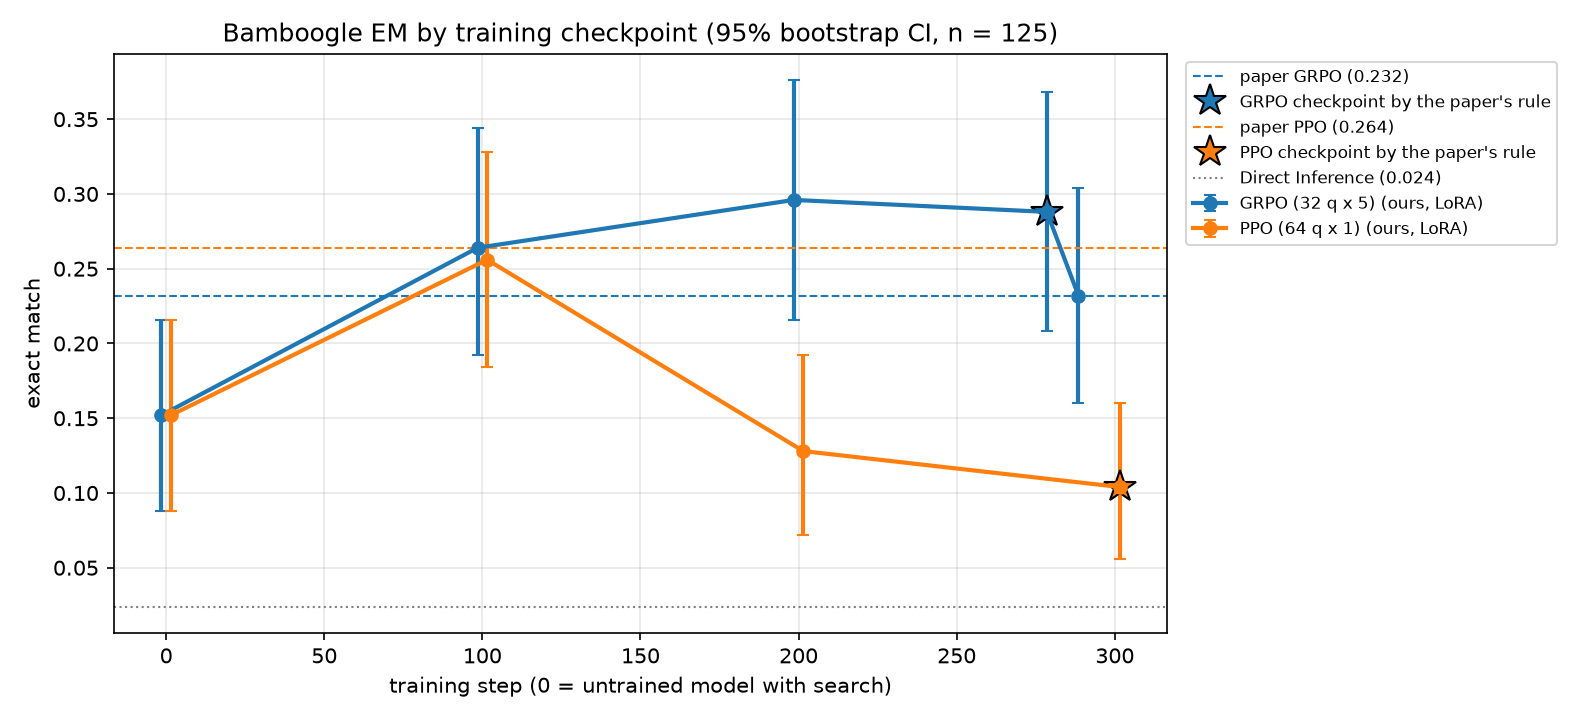 Bamboogle EM by training checkpoint (95% bootstrap CI, n = 125)
exact match
0.35
0.30
0.25
0.20
0.15
0.10
0.05
0
50
100
150
200
250
300
training step (0 = untrained model with search)
paper GRPO (0.232)
GRPO checkpoint by the paper's rule
paper PPO (0.264)
PPO checkpoint by the paper's rule
Direct Inference (0.024)
GRPO (32 q x 5) (ours, LoRA)
PPO (64 q x 1) (ours, LoRA)